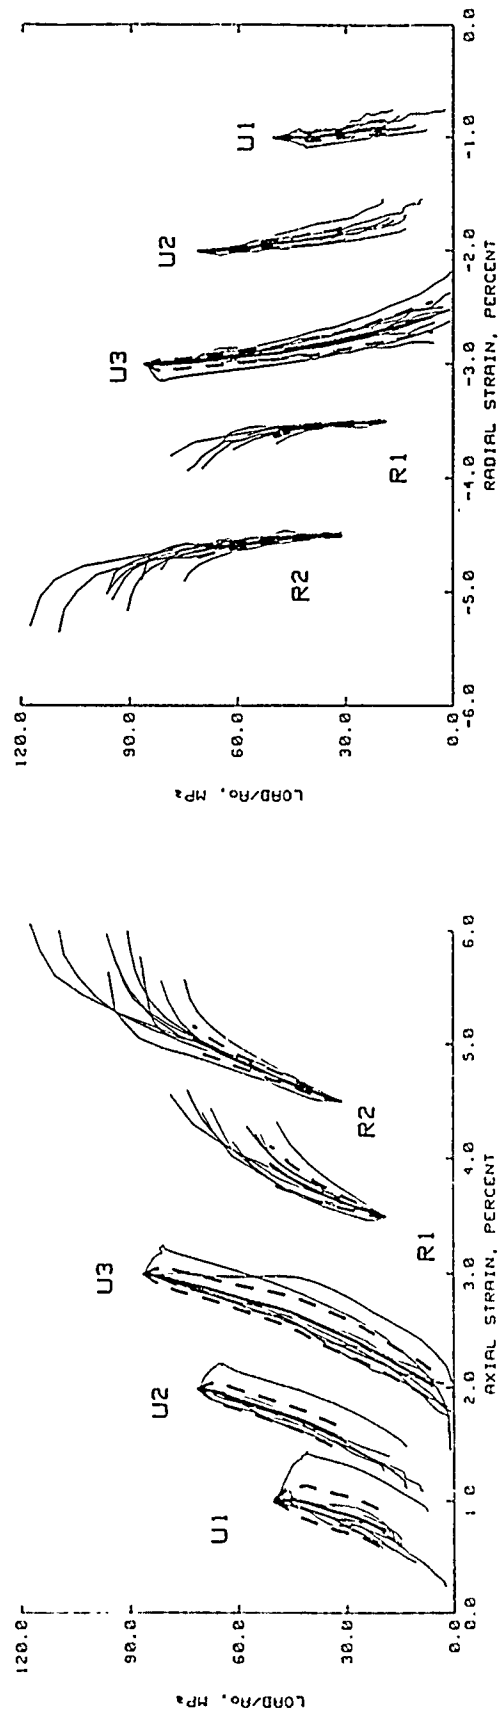 120.0
90.0
60.0
30.0
0.0
LOAD/Ao, MPa
U1
U2
U3
R1
R2
0.0
1.0
2.0
3.0
4.0
5.0
6.0
AXIAL STRAIN, PERCENT
120.0
90.0
60.0
30.0
0.0
LOAD/Ao, MPa
R2
R1
U3
U2
U1
-6.0
-5.0
-4.0
-3.0
-2.0
-1.0
0.0
RADIAL STRAIN, PERCENT